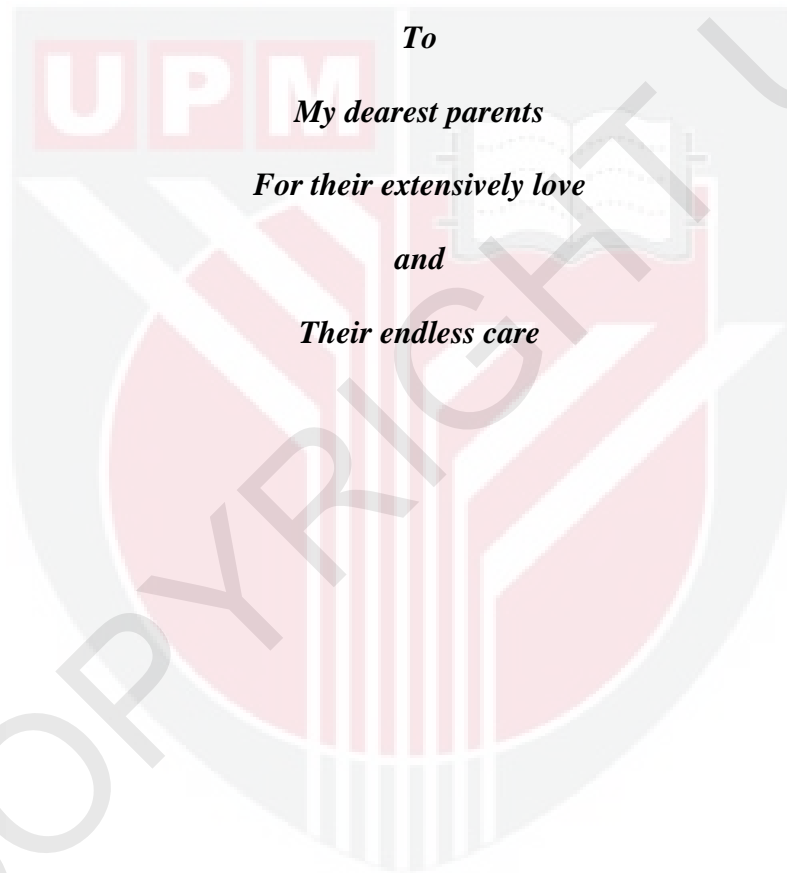 To
UPM
My dearest parents
For their extensively love
and
Their endless care
COPYRIGHT U